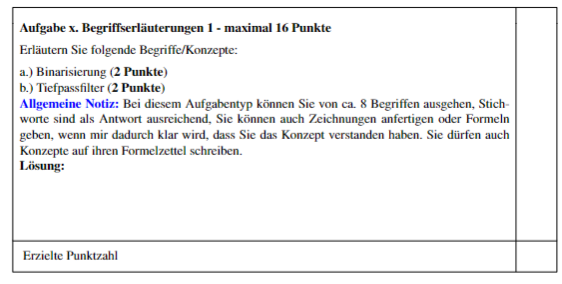 Aufgabe x. Begriffserläuterungen 1 - maximal 16 Punkte
Erläutern Sie folgende Begriffe/Konzepte:
a.) Binarisierung (2 Punkte)
b.) Tiefpassfilter (2 Punkte)
Allgemeine Notiz: Bei diesem Aufgabentyp können Sie von ca. 8 Begriffen ausgehen, Stich-
worte sind als Antwort ausreichend, Sie können auch Zeichnungen anfertigen oder Formeln
geben, wenn mir dadurch klar wird, dass Sie das Konzept verstanden haben. Sie dürfen auch
Konzepte auf ihren Formelzettel schreiben.
Lösung:
Erzielte Punktzahl